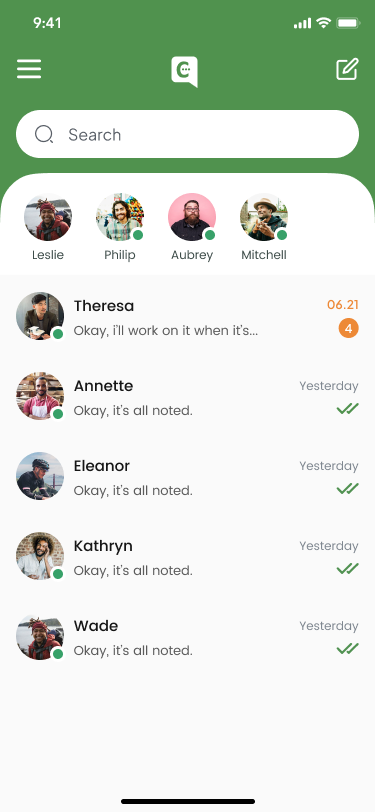 9:41
C
Search
Leslie
Philip
Aubrey
Mitchell
Theresa
06.21
Okay, i'll work on it when it's...
4
Annette
Yesterday
Okay, it's all noted.
Eleanor
Yesterday
Okay, it's all noted.
Kathryn
Yesterday
Okay, it's all noted.
Wade
Yesterday
Okay, it's all noted.